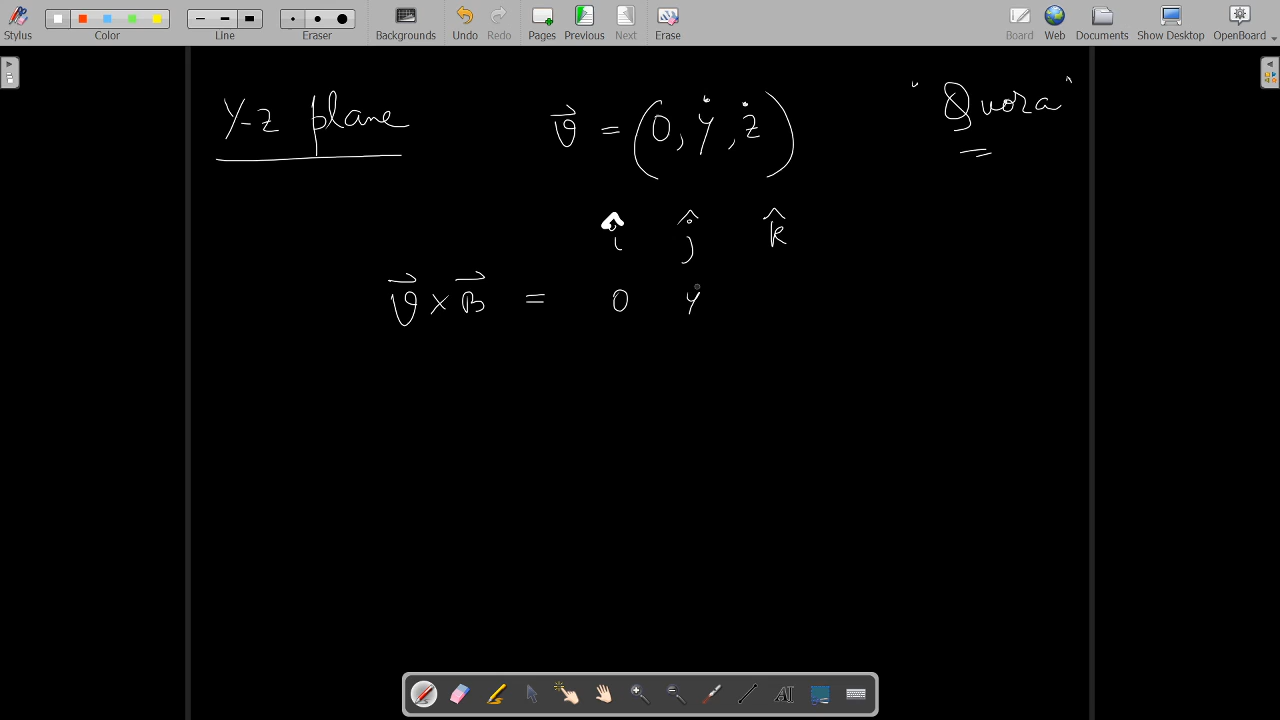 Stylus Color Line Eraser Backgrounds Undo Redo Pages Previous Next Erase Board Web Documents Show Desktop OpenBoard
Y-z plane v⃗ = (0, ẏ, ż) "Quora"
î ĵ k̂
v⃗ × B⃗ = 0 ẏ
AI